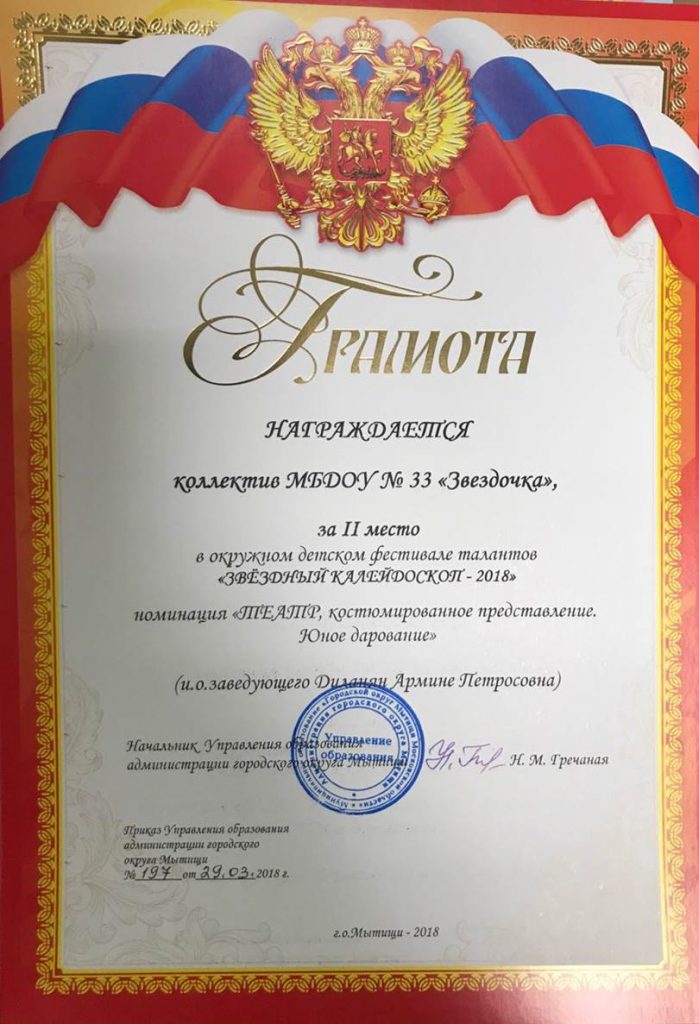 Грамота
НАГРАЖДАЕТСЯ
коллектив МБДОУ № 33 «Звездочка»,
за II место
в окружном детском фестивале талантов
«ЗВЁЗДНЫЙ КАЛЕЙДОСКОП - 2018»
номинация «ТЕАТР, костюмированное представление.
Юное дарование»
(и.о.заведующего Диланян Армине Петросовна)
Начальник Управления образования
администрации городского округа Мытищи
Н. М. Гречаная
Управление
образования
Приказ Управления образования
администрации городского
округа Мытищи
№ 197 от 29.03.2018 г.
г.о.Мытищи - 2018